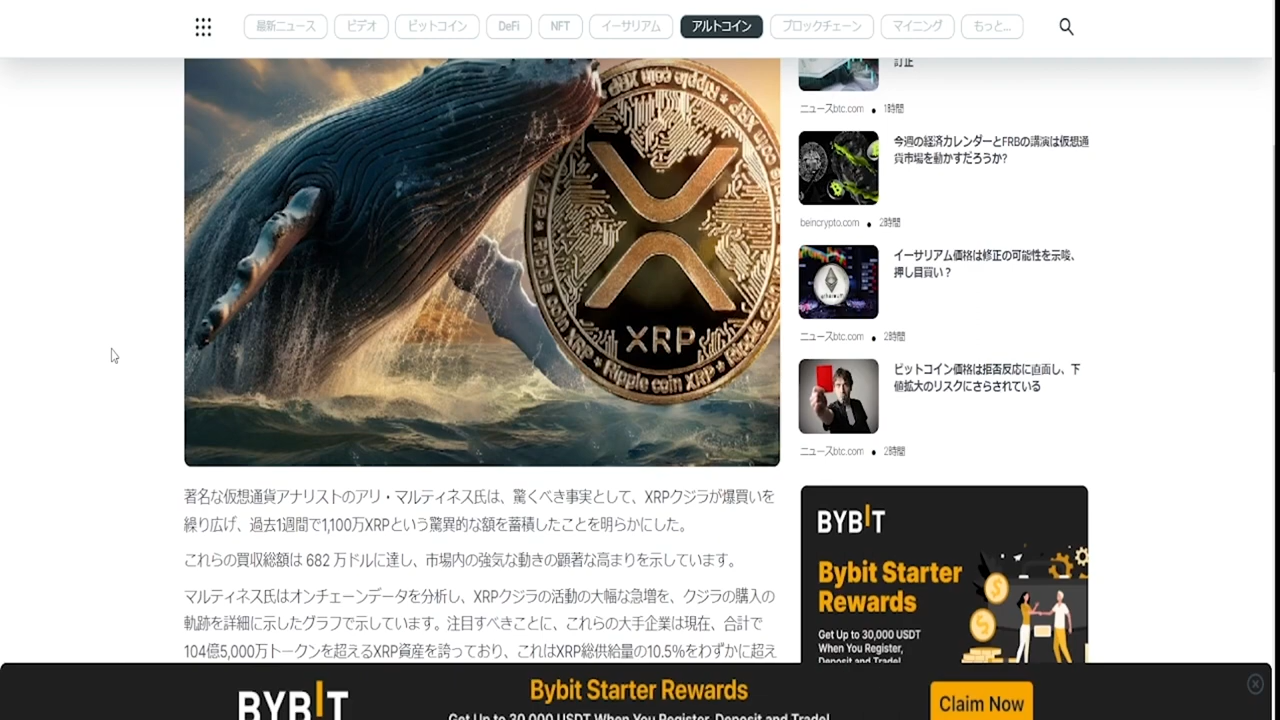 最新ニュース ビデオ ビットコイン DeFi NFT イーサリアム アルトコイン ブロックチェーン マイニング もっと...
Ripple coin XRP
XRP
Ripple coin XRP
著名な仮想通貨アナリストのアリ・マルティネス氏は、驚くべき事実として、XRPクジラが爆買いを
繰り広げ、過去1週間で1,100万XRPという驚異的な額を蓄積したことを明らかにした。
これらの買収総額は 682 万ドルに達し、市場内の強気な動きの顕著な高まりを示しています。
マルティネス氏はオンチェーンデータを分析し、XRPクジラの活動の大幅な急増を、クジラの購入の
軌跡を詳細に示したグラフで示しています。注目すべきことに、これらの大手企業は現在、合計で
104億5,000万トークンを超えるXRP資産を誇っており、これはXRP総供給量の10.5%をわずかに超え
訂正
ニュースbtc.com ● 1時間
今週の経済カレンダーとFRBの講演は仮想通
貨市場を動かすだろうか?
beincrypto.com ● 2時間
イーサリアム価格は修正の可能性を示唆、
押し目買い？
ニュースbtc.com ● 2時間
ビットコイン価格は拒否反応に直面し、下
値拡大のリスクにさらされている
ニュースbtc.com ● 2時間
BYBIT
Bybit Starter
Rewards
Get Up to 30,000 USDT
When You Register,
Deposit and Trade!
BYBIT
Bybit Starter Rewards
Get Up to 30,000 USDT When You Register, Deposit and Trade!
Claim Now